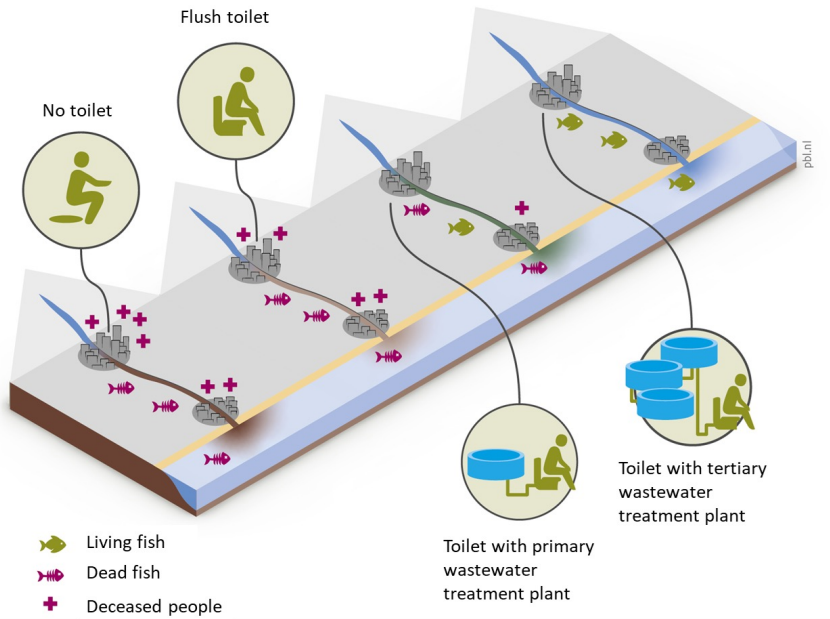 Flush toilet
No toilet
pbl.nl
Toilet with tertiary
wastewater
treatment plant
Toilet with primary
wastewater
treatment plant
Living fish
Dead fish
Deceased people